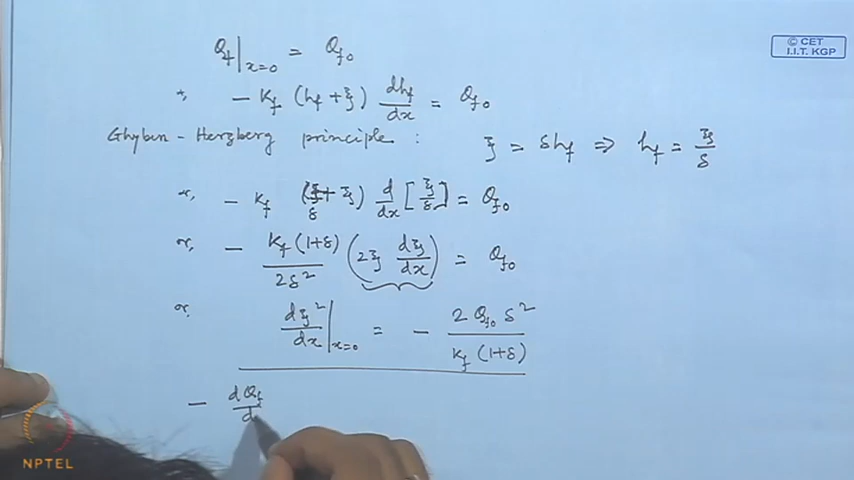 © CET
I.I.T. KGP
Q_f|_{x=0} = Q_{f0}
or, - K_f (h_f + ξ) dh_f/dx = Q_{f0}
Ghyben - Herzberg principle : ξ = δh_f ⇒ h_f = ξ/δ
or, - K_f (ξ/δ + ξ) d/dx [ξ/δ] = Q_{f0}
or, - K_f (1+δ)/2δ² (2ξ dξ/dx) = Q_{f0}
or, dξ²/dx|_{x=0} = - 2 Q_{f0} δ² / K_f (1+δ)
- dQ_f/d
NPTEL